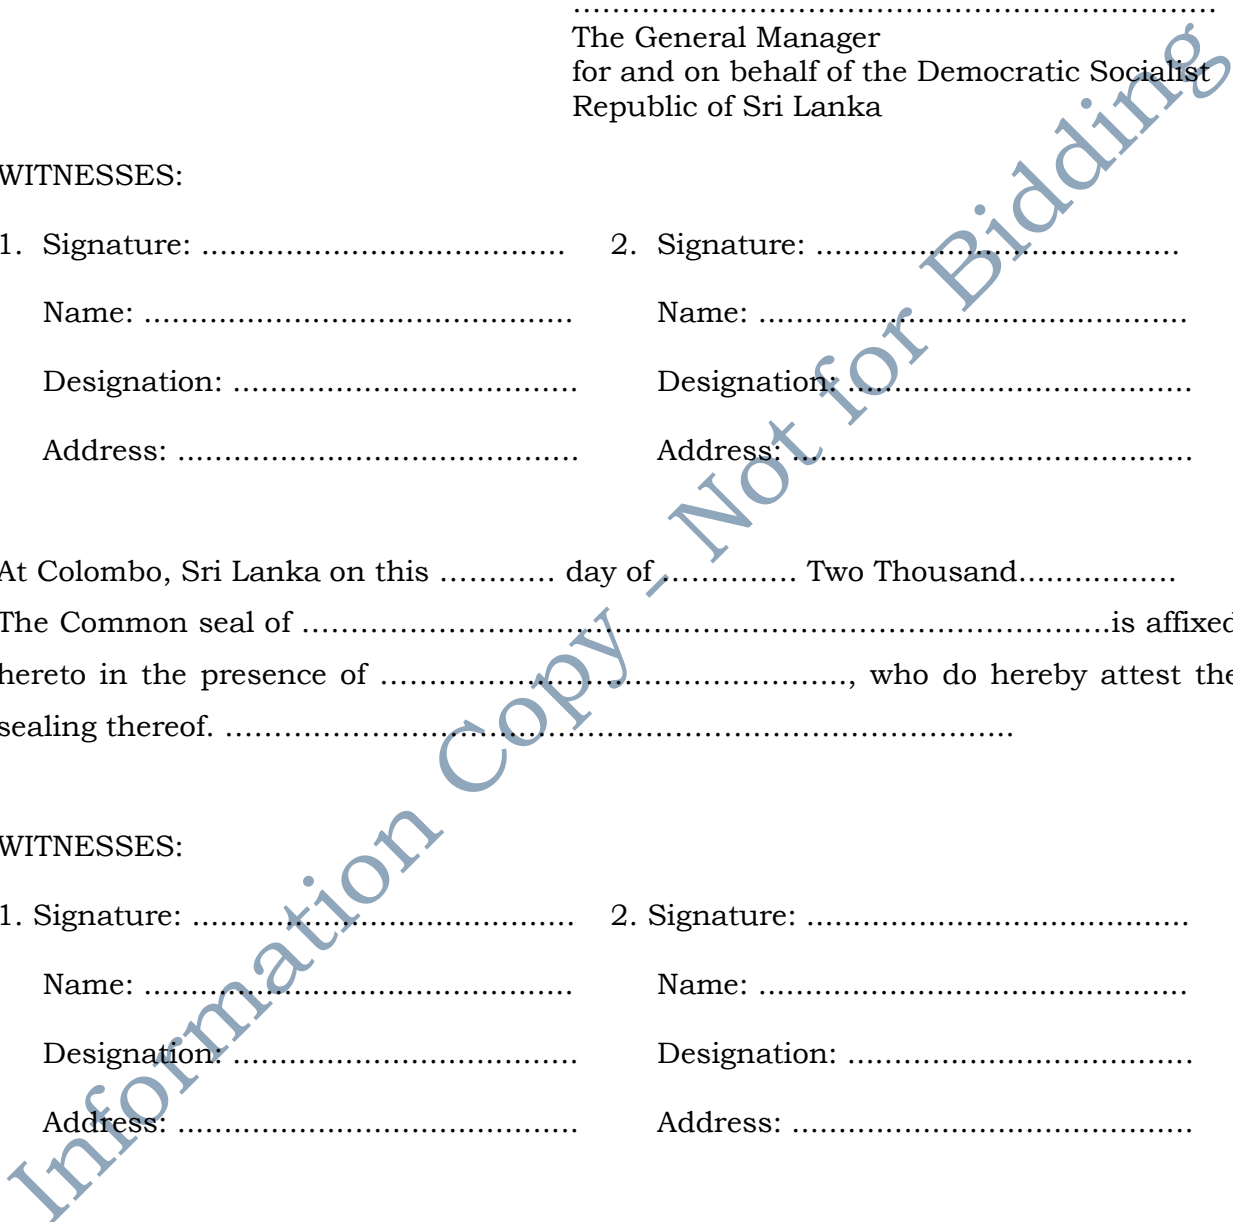 ...............................................................
The General Manager
for and on behalf of the Democratic Socialist
Republic of Sri Lanka
WITNESSES:
1. Signature: ....................................... 2. Signature: .......................................
Name: .............................................. Name: ..............................................
Designation: ..................................... Designation: .....................................
Address: ........................................... Address: ...........................................
At Colombo, Sri Lanka on this ............ day of .............. Two Thousand.................
The Common seal of .....................................................................................is affixed
hereto in the presence of ................................................., who do hereby attest the
sealing thereof. ...................................................................................
WITNESSES:
1. Signature: ......................................... 2. Signature: .........................................
Name: .............................................. Name: ..............................................
Designation: ..................................... Designation: .....................................
Address: ........................................... Address: ...........................................
Information Copy - Not for Bidding